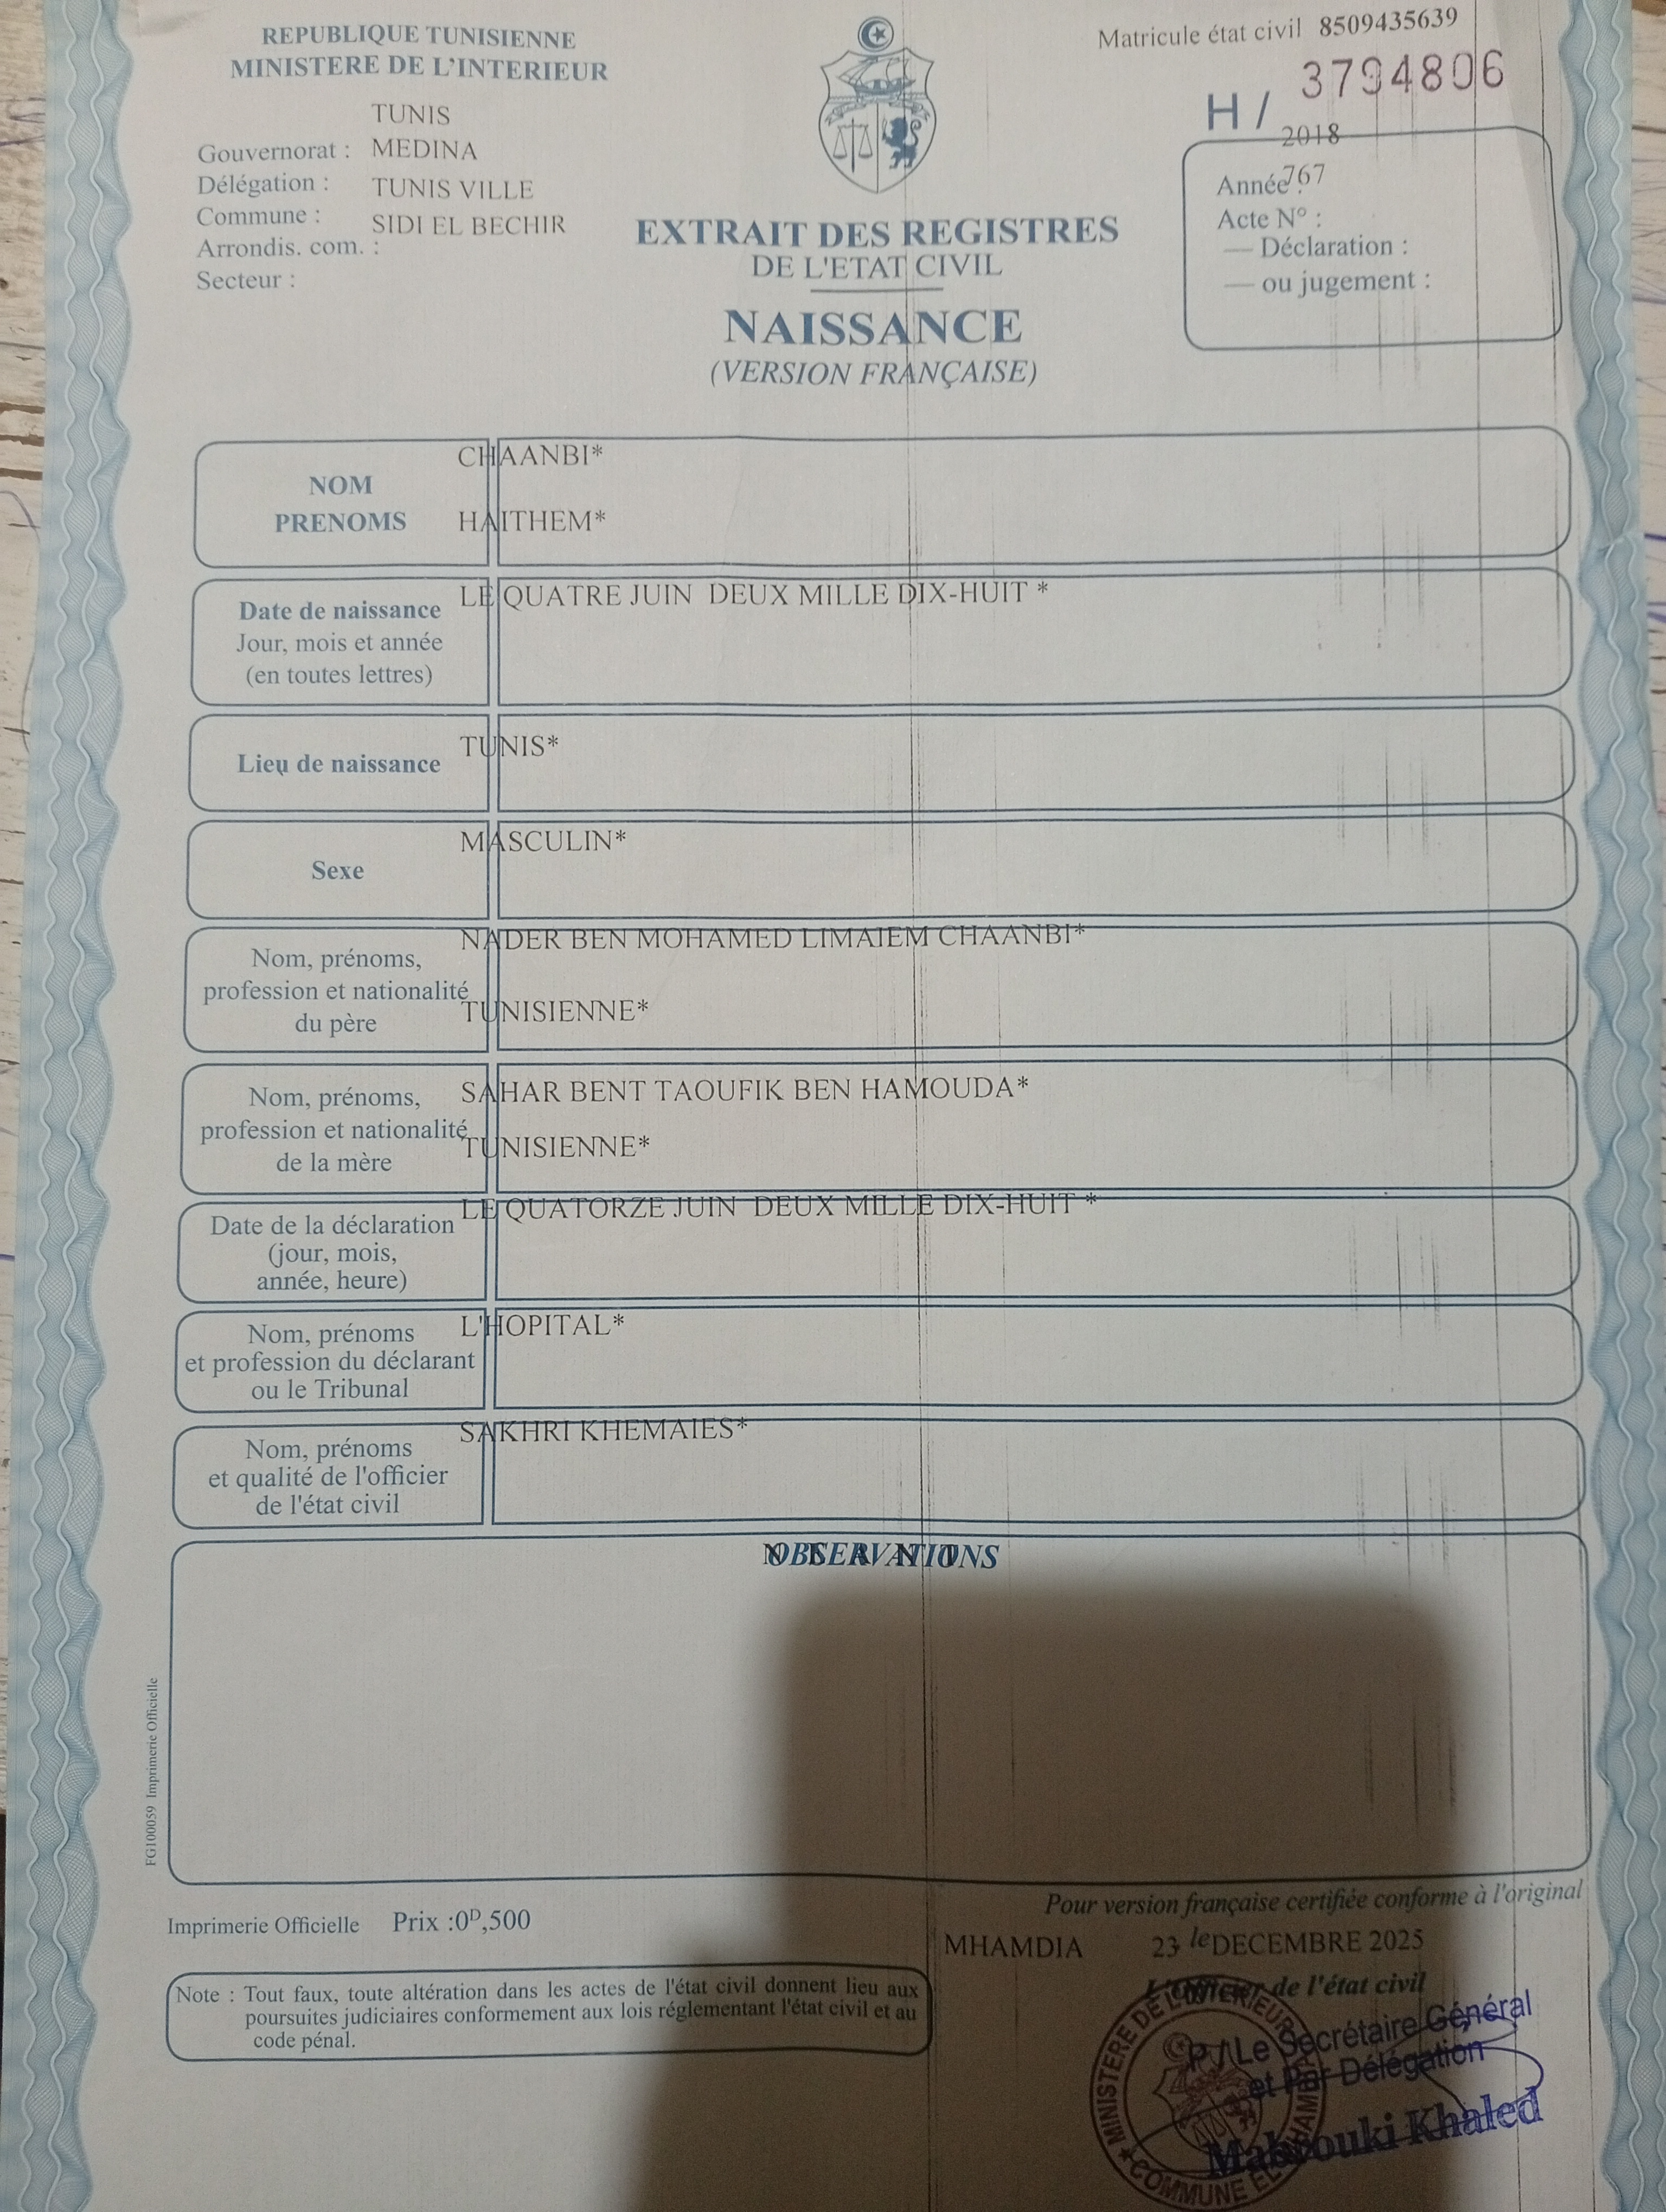 REPUBLIQUE TUNISIENNE
MINISTERE DE L'INTERIEUR
Matricule état civil 8509435639
H / 3794806
TUNIS
Gouvernorat : MEDINA
Délégation : TUNIS VILLE
Commune : SIDI EL BECHIR
Arrondis. com. :
Secteur :
2018
Année : 767
Acte N° :
— Déclaration :
— ou jugement :
EXTRAIT DES REGISTRES
DE L'ETAT CIVIL
NAISSANCE
(VERSION FRANÇAISE)
NOM
PRENOMS
CHAANBI*
HAITHEM*
Date de naissance
Jour, mois et année
(en toutes lettres)
LE QUATRE JUIN DEUX MILLE DIX-HUIT *
Lieu de naissance
TUNIS*
Sexe
MASCULIN*
Nom, prénoms,
profession et nationalité
du père
NADER BEN MOHAMED LIMAIEM CHAANBI*
TUNISIENNE*
Nom, prénoms,
profession et nationalité
de la mère
SAHAR BENT TAOUFIK BEN HAMOUDA*
TUNISIENNE*
Date de la déclaration
(jour, mois,
année, heure)
LE QUATORZE JUIN DEUX MILLE DIX-HUIT *
Nom, prénoms
et profession du déclarant
ou le Tribunal
L'HOPITAL*
Nom, prénoms
et qualité de l'officier
de l'état civil
SAKHRI KHEMAIES*
OBSERVATIONS
N E A N T
FG100059 Imprimerie Officielle
Imprimerie Officielle Prix :0ᴰ,500
Pour version française certifiée conforme à l'original
MHAMDIA 23 le DECEMBRE 2025
L'Officier de l'état civil
Note : Tout faux, toute altération dans les actes de l'état civil donnent lieu aux
poursuites judiciaires conformement aux lois réglementant l'état civil et au
code pénal.
P / Le Secrétaire Général
et Par Délégation
Mabrouki Khaled
MINISTERE DE L'INTERIEUR
COMMUNE EL